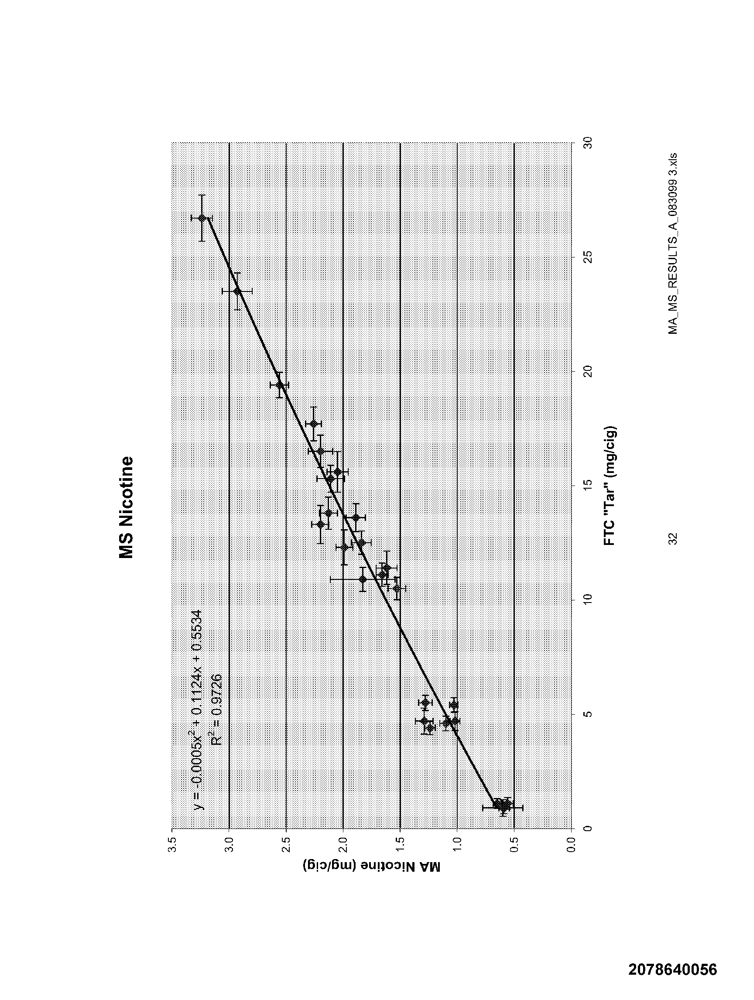 MS Nicotine
y = -0.0005x² + 0.1124x + 0.5534
R² = 0.9726
MA Nicotine (mg/cig)
3.5
3.0
2.5
2.0
1.5
1.0
0.5
0.0
0
5
10
15
20
25
30
FTC "Tar" (mg/cig)
32
MA_MS_RESULTS_A_083099 3.xls
2078640056